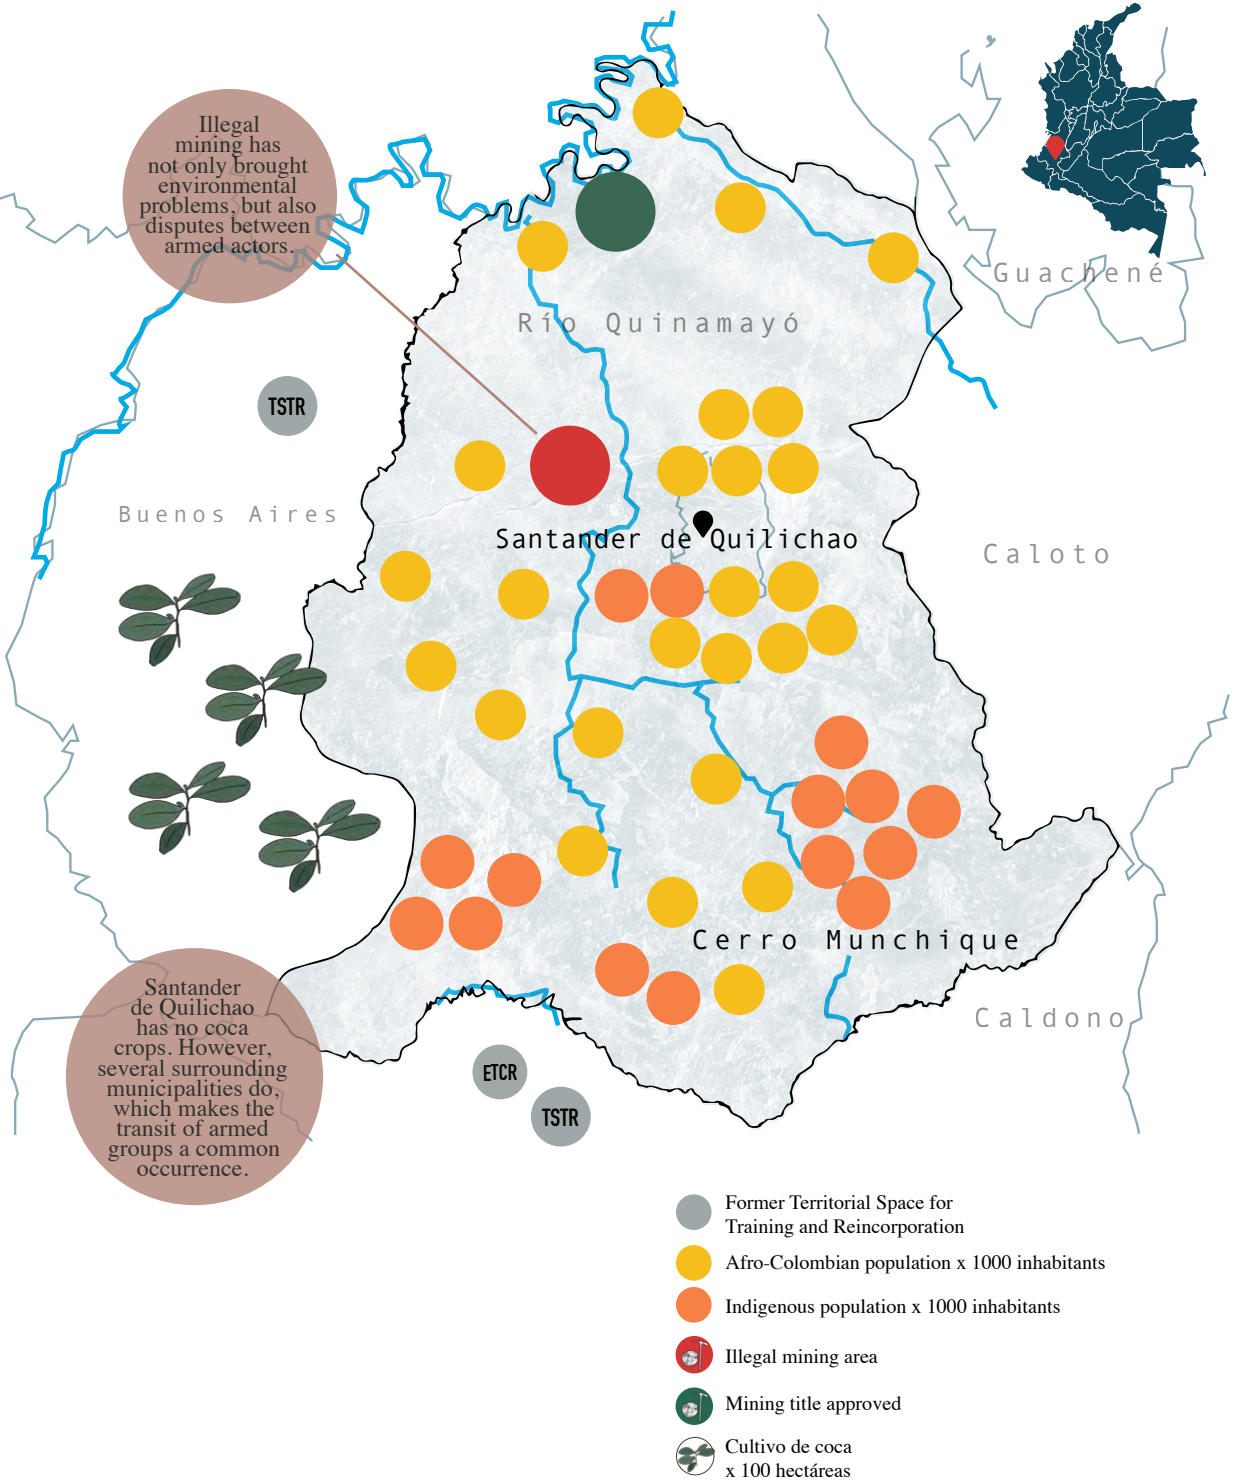 Illegal
mining has
not only brought
environmental
problems, but also
disputes between
armed actors.
Guachené
Río Quinamayó
TSTR
Buenos Aires
Santander de Quilichao
Caloto
Cerro Munchique
Santander
de Quilichao
has no coca
crops. However,
several surrounding
municipalities do,
which makes the
transit of armed
groups a common
occurrence.
Caldono
ETCR
TSTR
Former Territorial Space for
Training and Reincorporation
Afro-Colombian population x 1000 inhabitants
Indigenous population x 1000 inhabitants
Illegal mining area
Mining title approved
Cultivo de coca
x 100 hectáreas